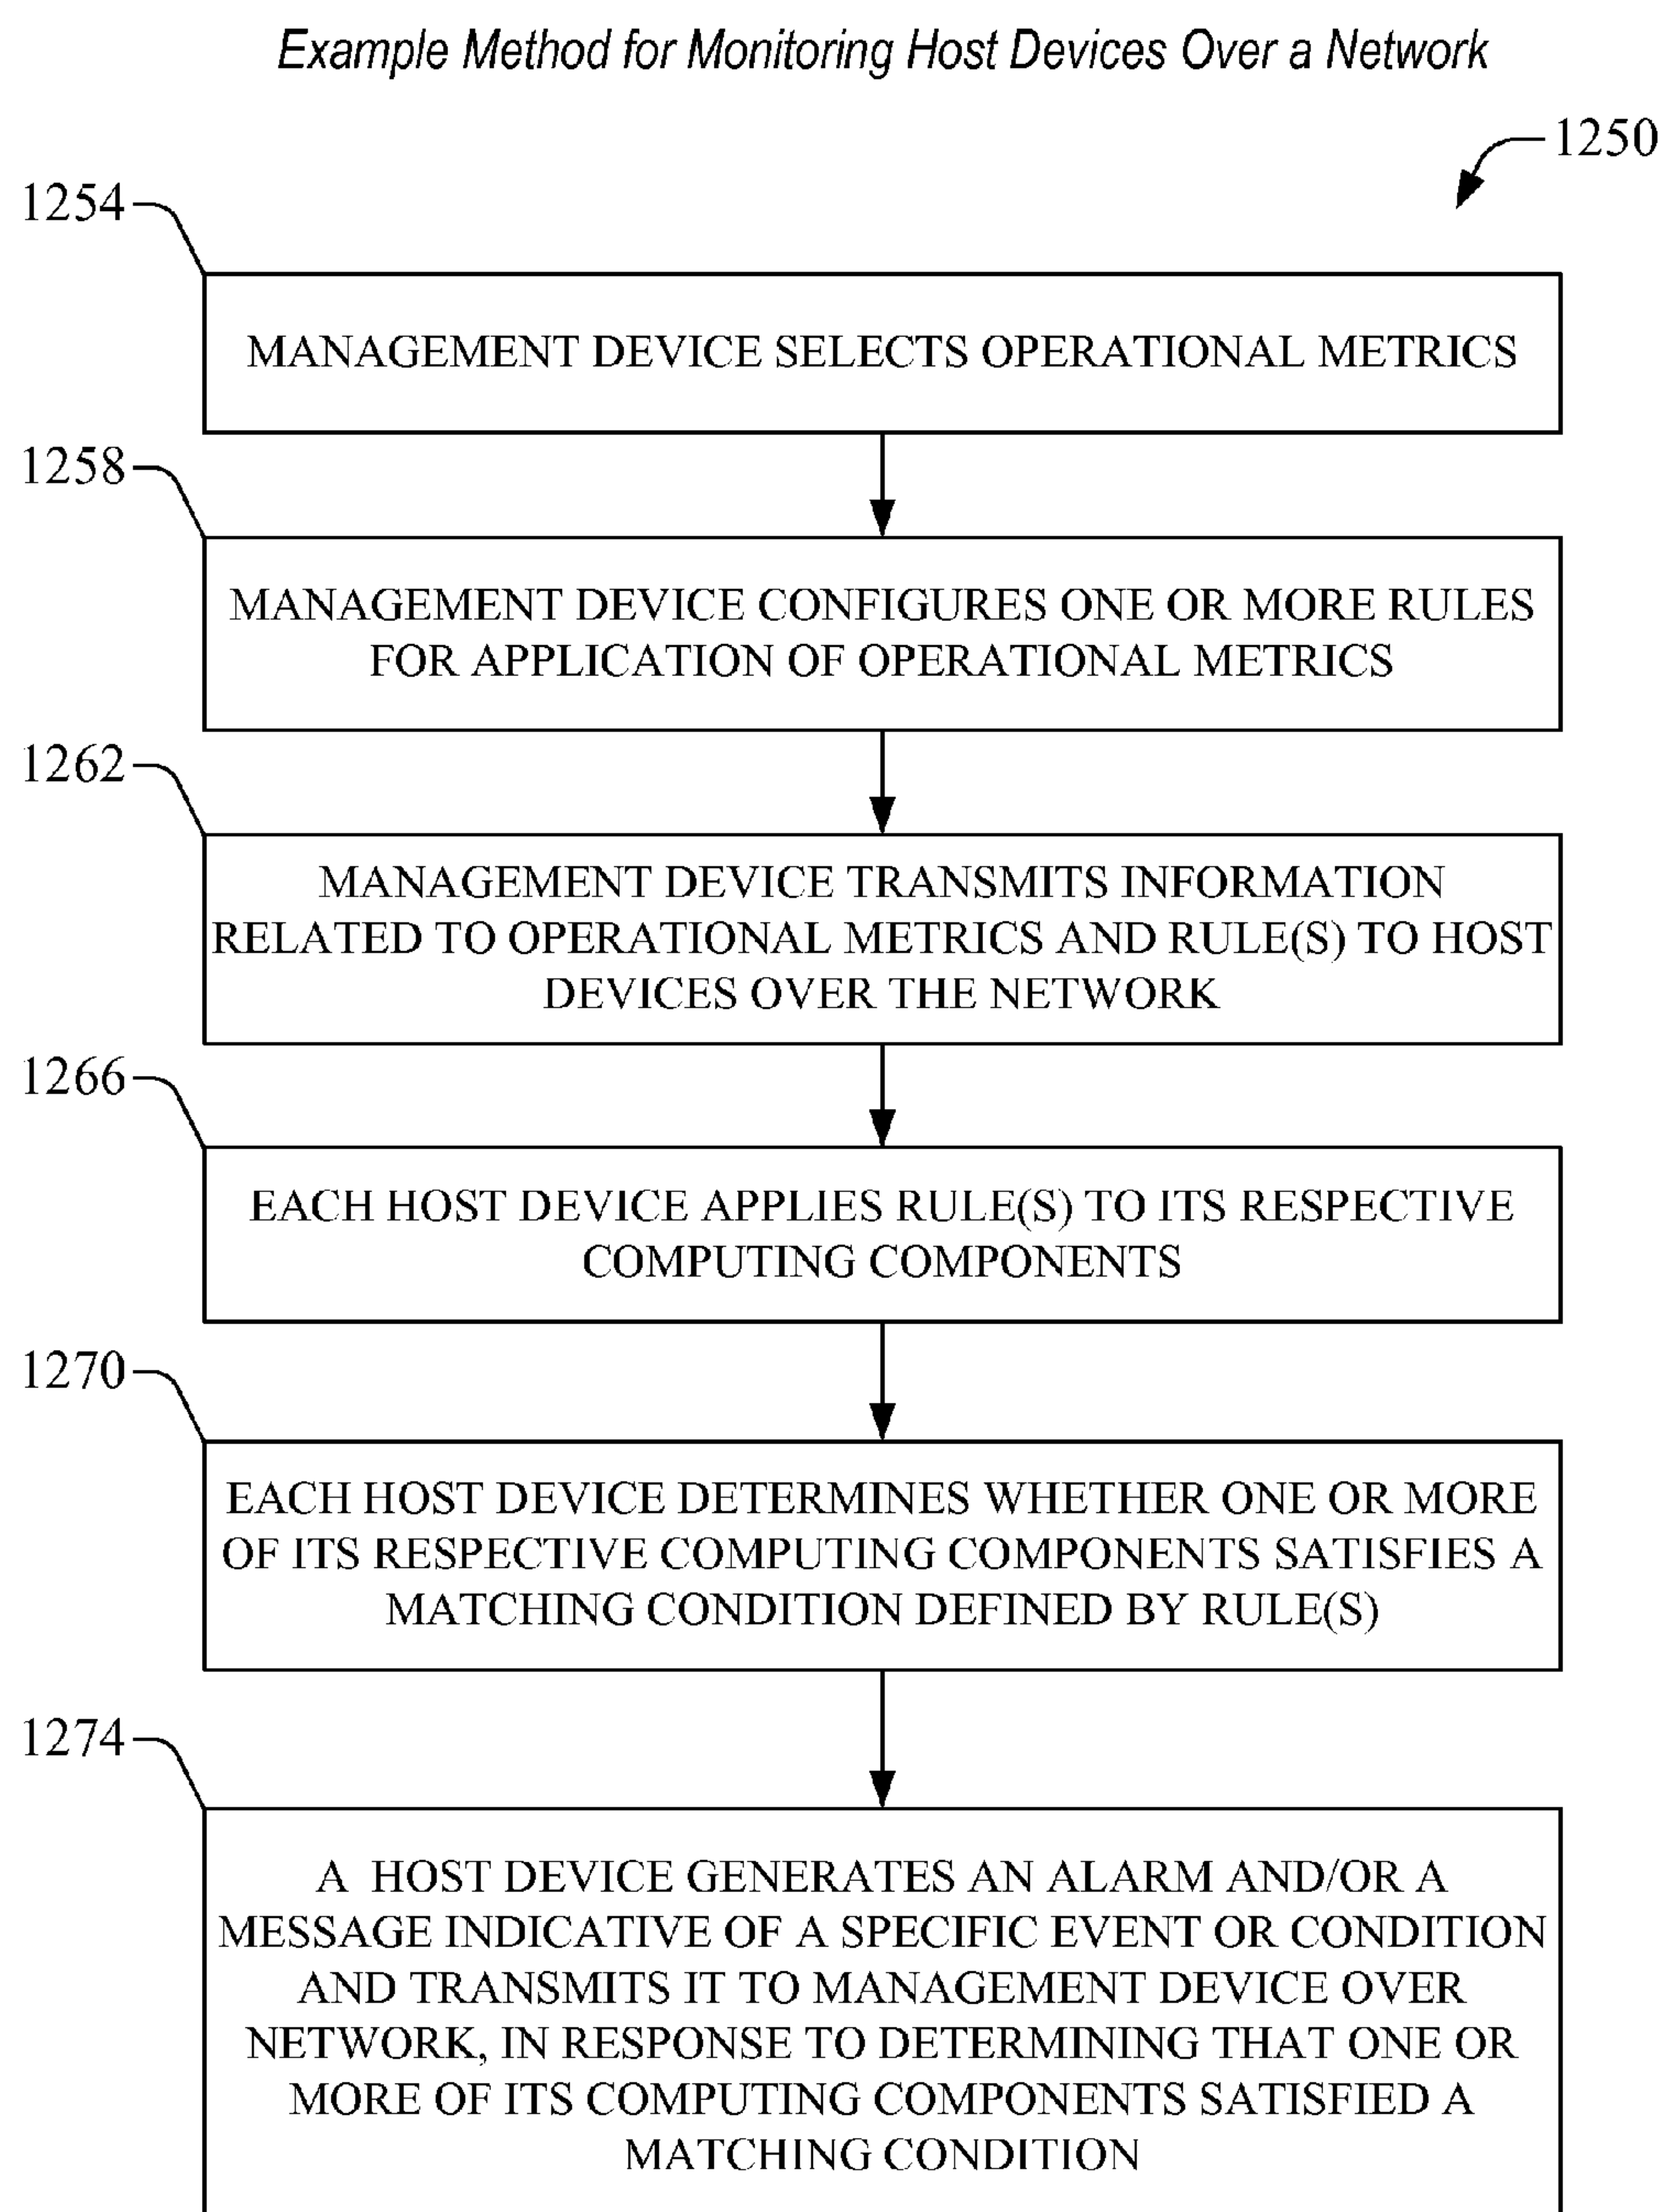 Example Method for Monitoring Host Devices Over a Network
1250
1254
MANAGEMENT DEVICE SELECTS OPERATIONAL METRICS
1258
MANAGEMENT DEVICE CONFIGURES ONE OR MORE RULES
FOR APPLICATION OF OPERATIONAL METRICS
1262
MANAGEMENT DEVICE TRANSMITS INFORMATION
RELATED TO OPERATIONAL METRICS AND RULE(S) TO HOST
DEVICES OVER THE NETWORK
1266
EACH HOST DEVICE APPLIES RULE(S) TO ITS RESPECTIVE
COMPUTING COMPONENTS
1270
EACH HOST DEVICE DETERMINES WHETHER ONE OR MORE
OF ITS RESPECTIVE COMPUTING COMPONENTS SATISFIES A
MATCHING CONDITION DEFINED BY RULE(S)
1274
A HOST DEVICE GENERATES AN ALARM AND/OR A
MESSAGE INDICATIVE OF A SPECIFIC EVENT OR CONDITION
AND TRANSMITS IT TO MANAGEMENT DEVICE OVER
NETWORK, IN RESPONSE TO DETERMINING THAT ONE OR
MORE OF ITS COMPUTING COMPONENTS SATISFIED A
MATCHING CONDITION